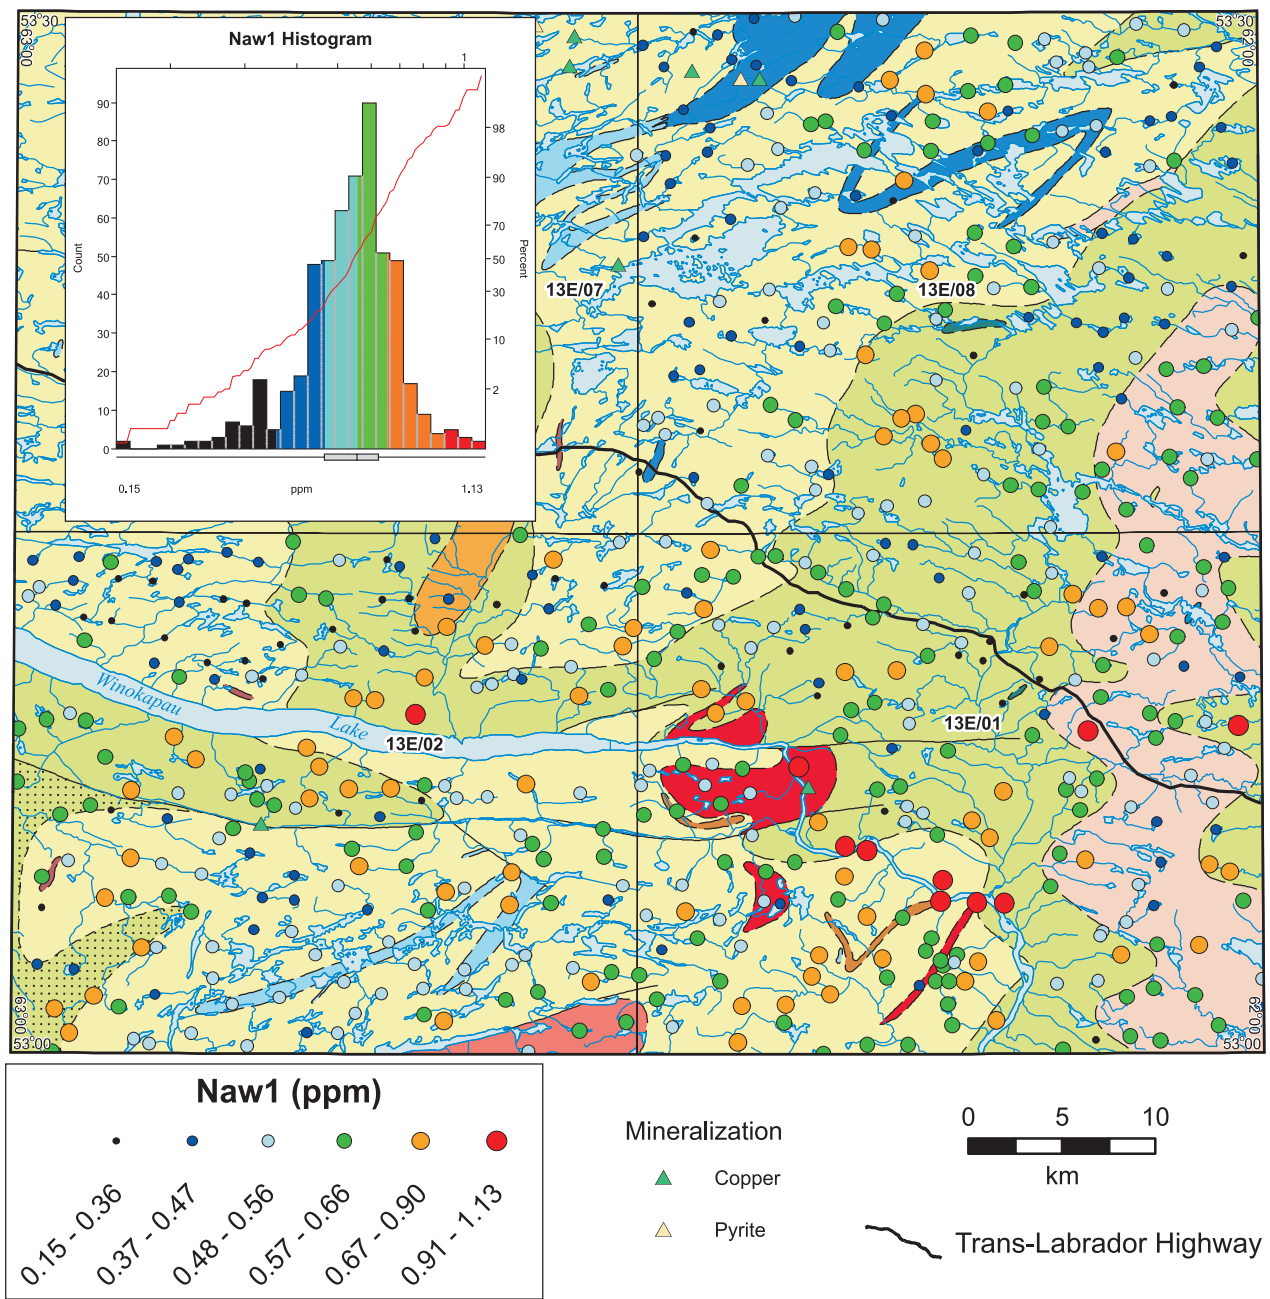 53°30
63°00
53°30
62°00
Naw1 Histogram
1
90
80
70
60
50
40
30
20
10
0
Count
98
90
70
50
30
10
2
Percent
0.15
ppm
1.13
13E/07
13E/08
Winokapau
Lake
13E/02
13E/01
63°00
53°00
62°00
53°00
Naw1 (ppm)
0.15 - 0.36
0.37 - 0.47
0.48 - 0.56
0.57 - 0.66
0.67 - 0.90
0.91 - 1.13
Mineralization
Copper
Pyrite
0 5 10
km
Trans-Labrador Highway